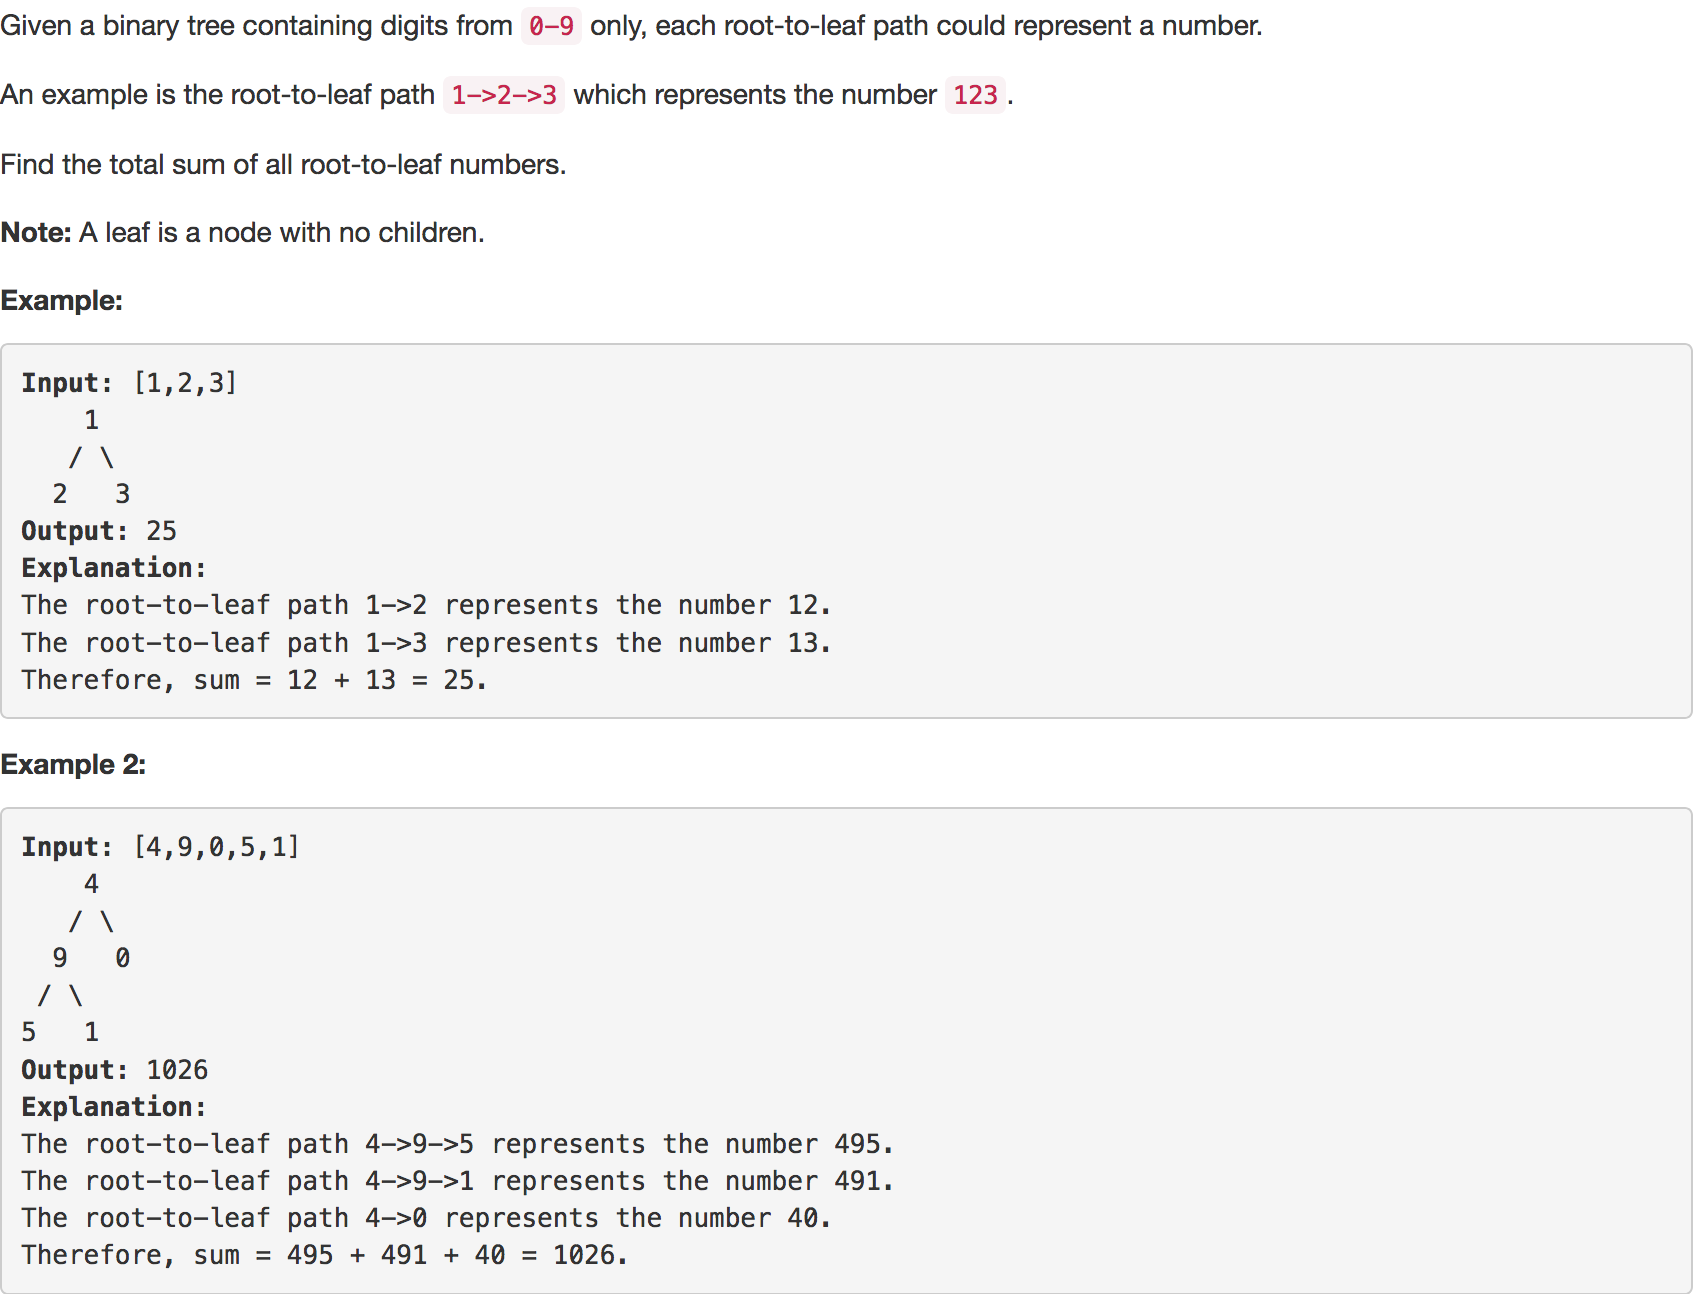 Given a binary tree containing digits from 0-9 only, each root-to-leaf path could represent a number.
An example is the root-to-leaf path 1->2->3 which represents the number 123 .
Find the total sum of all root-to-leaf numbers.
Note: A leaf is a node with no children.
Example:
Input: [1,2,3]
    1
   / \
  2   3
Output: 25
Explanation:
The root-to-leaf path 1->2 represents the number 12.
The root-to-leaf path 1->3 represents the number 13.
Therefore, sum = 12 + 13 = 25.
Example 2:
Input: [4,9,0,5,1]
    4
   / \
  9   0
 / \
5   1
Output: 1026
Explanation:
The root-to-leaf path 4->9->5 represents the number 495.
The root-to-leaf path 4->9->1 represents the number 491.
The root-to-leaf path 4->0 represents the number 40.
Therefore, sum = 495 + 491 + 40 = 1026.